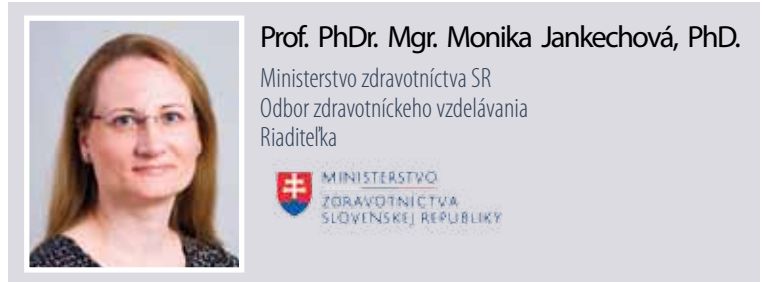 Prof. PhDr. Mgr. Monika Jankechová, PhD.
Ministerstvo zdravotníctva SR
Odbor zdravotníckeho vzdelávania
Riaditeľka
MINISTERSTVO
ZDRAVOTNÍCTVA
SLOVENSKEJ REPUBLIKY